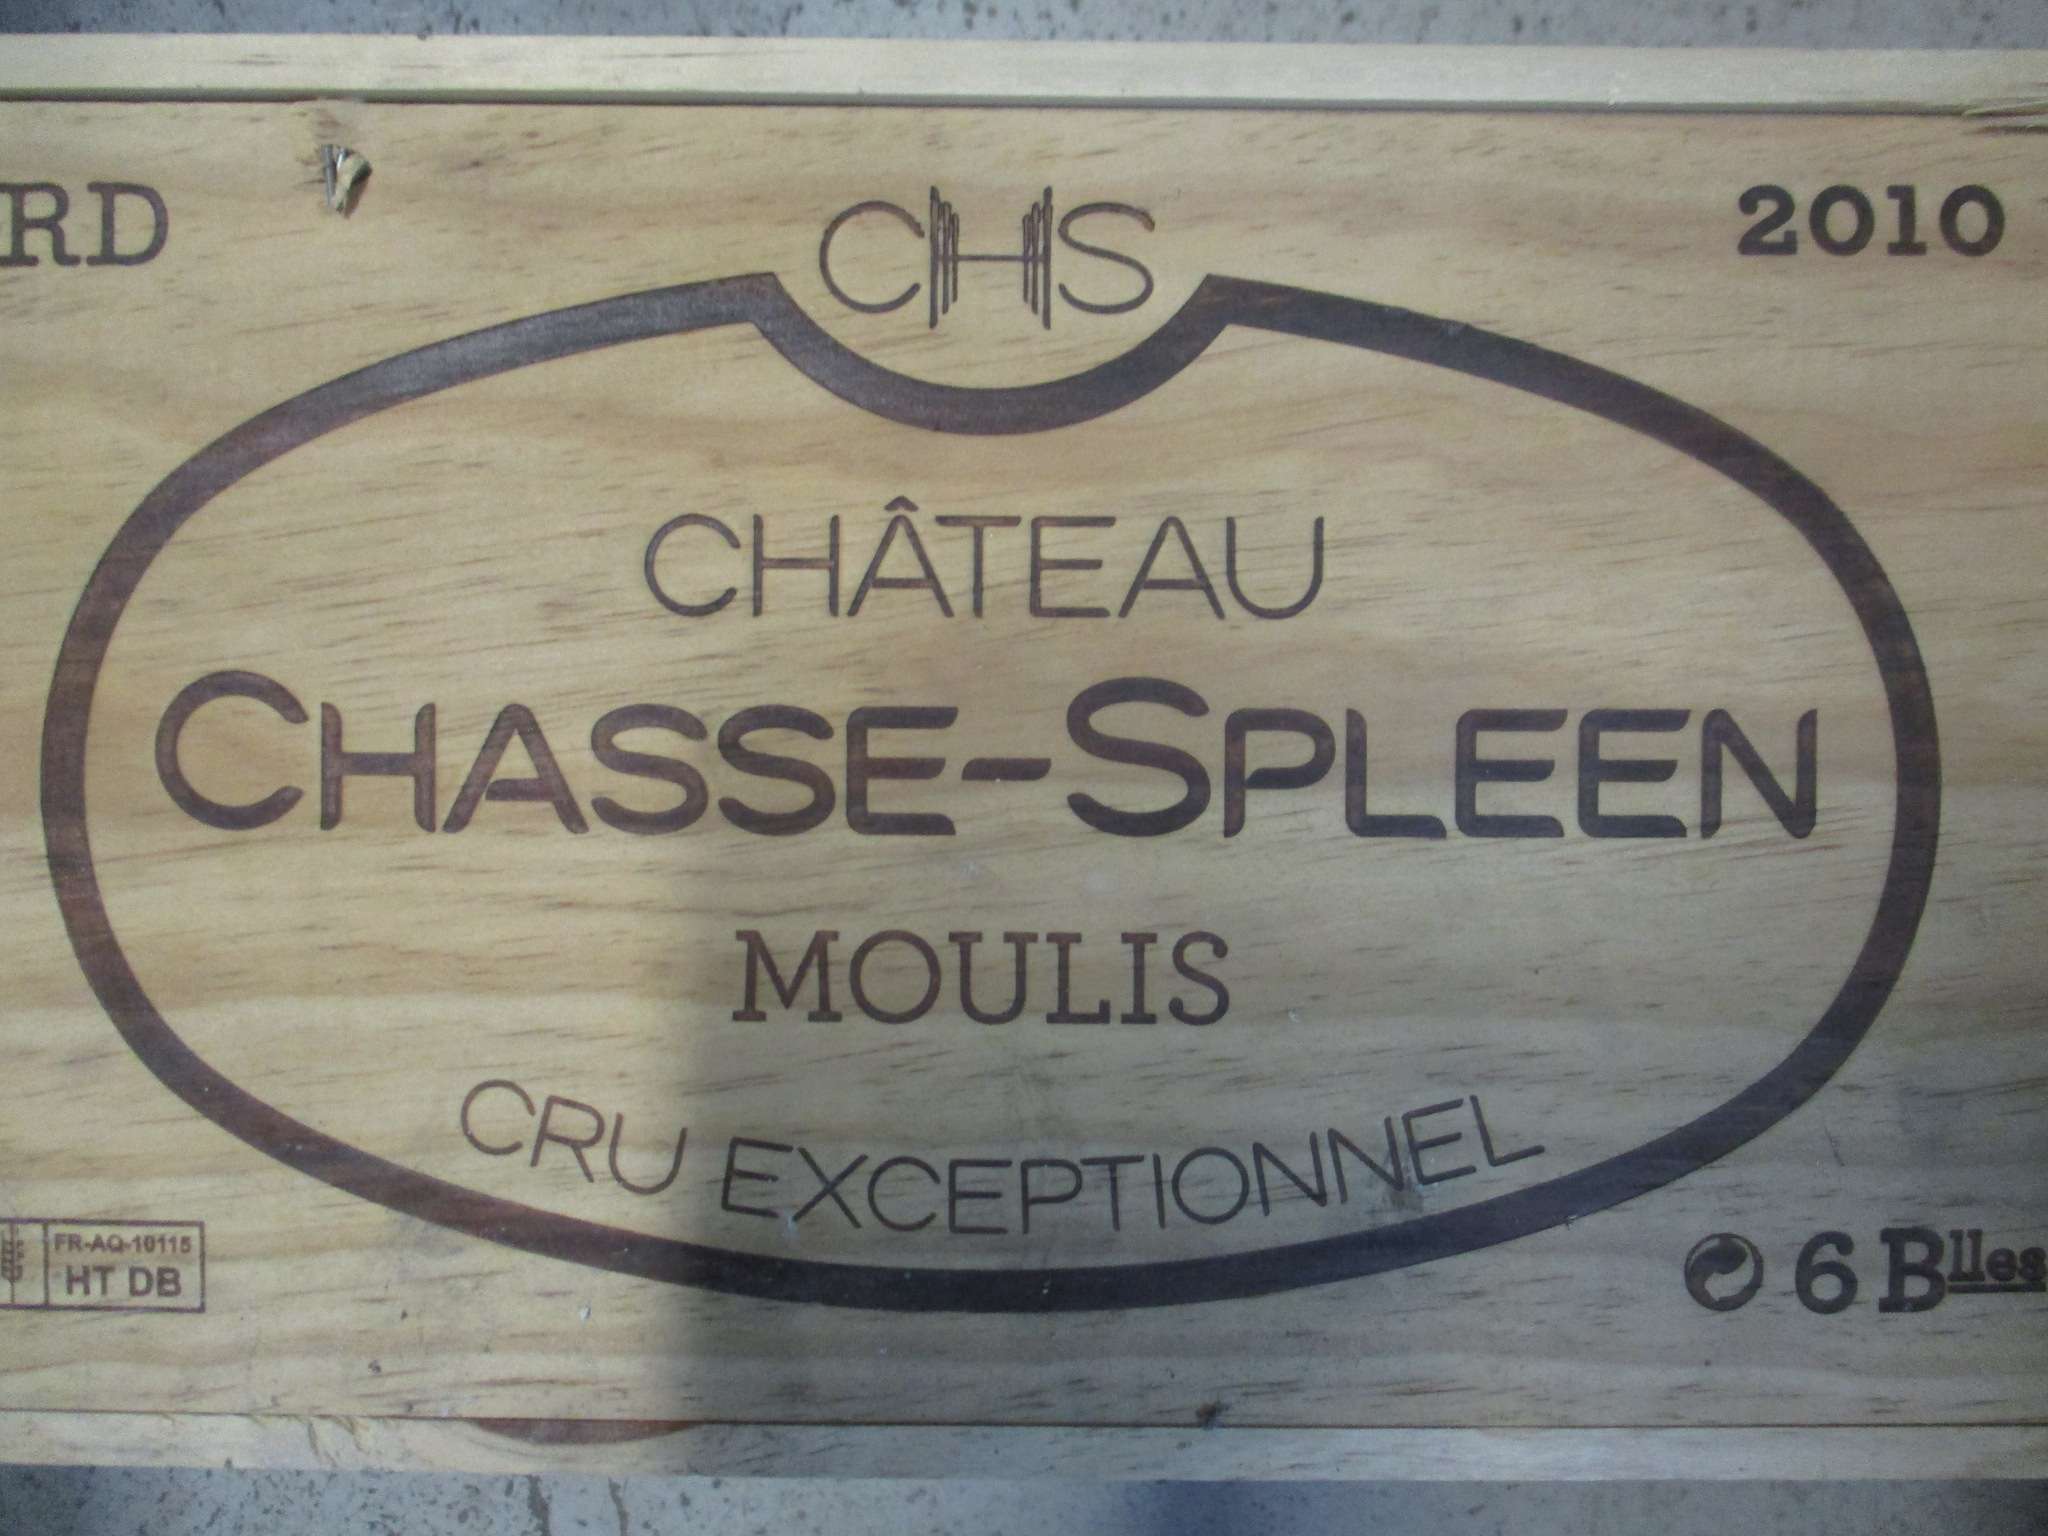 RD
CHS
2010
CHÂTEAU
CHASSE-SPLEEN
MOULIS
CRU EXCEPTIONNEL
FR-AQ-10115
HT DB
6 Blles